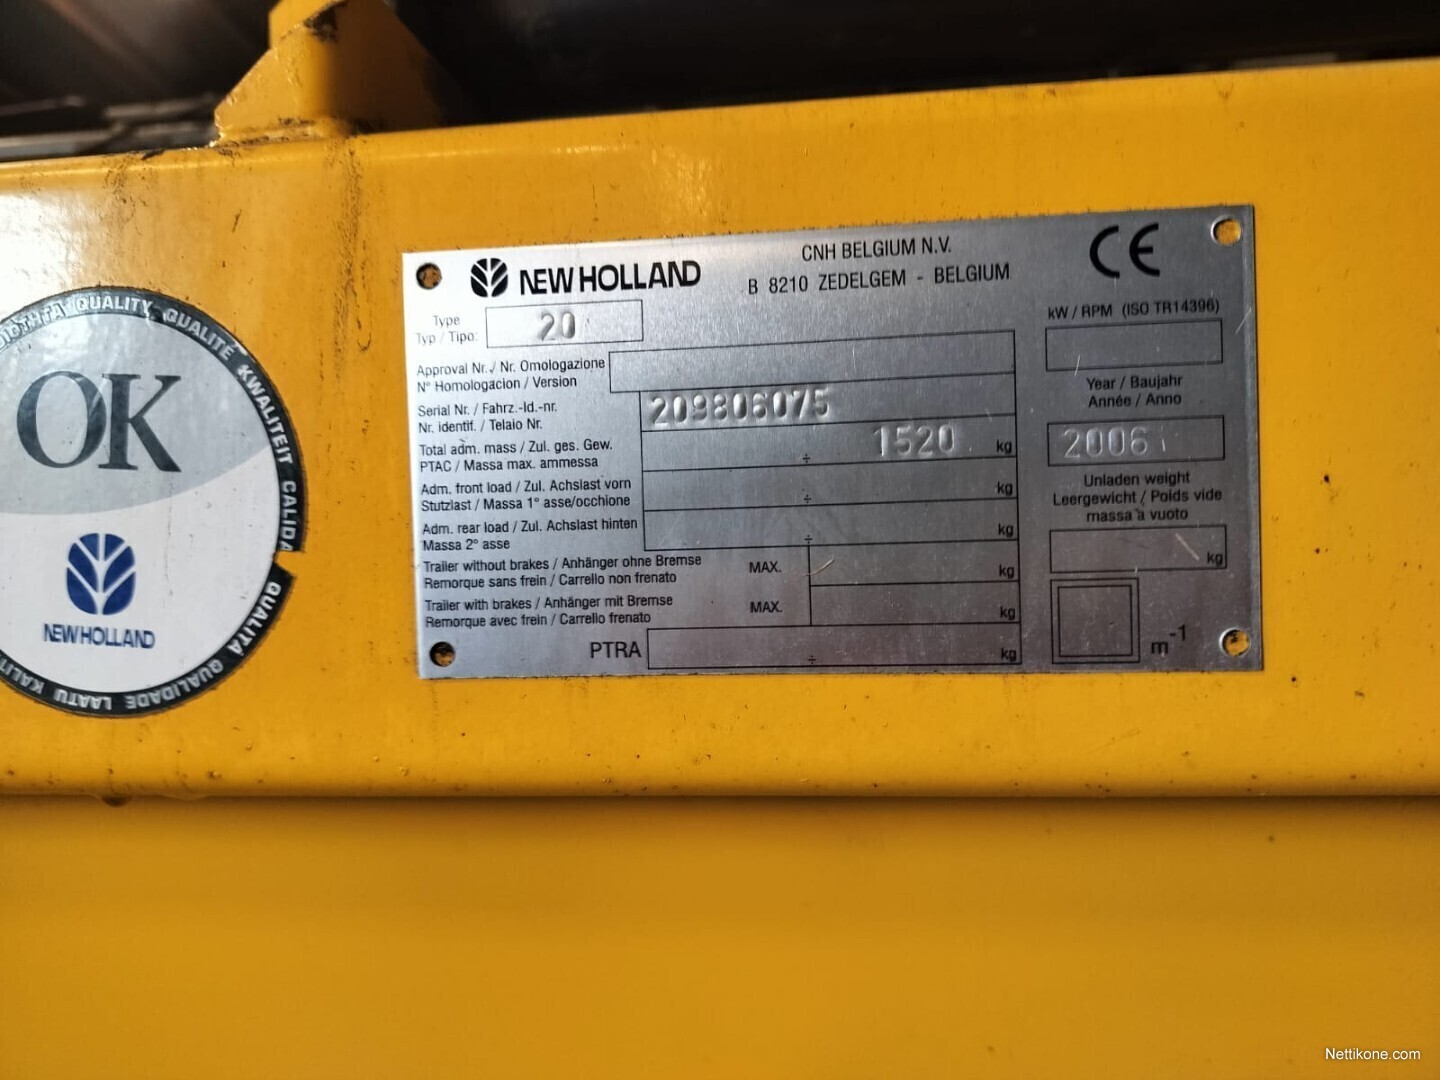 ΠΟΙΟΤΗΤΑ QUALITY QUALITÉ KWALITEIT CALIDAD QUALITÀ QUALIDADE LAATU
OK
NEW HOLLAND
NEW HOLLAND
CNH BELGIUM N.V.
B 8210 ZEDELGEM - BELGIUM
CE
Type
Typ / Tipo:
20
Approval Nr./ Nr. Omologazione
N° Homologacion / Version
Serial Nr. / Fahrz.-Id.-nr.
Nr. identif. / Telaio Nr.
209806075
Total adm. mass / Zul. ges. Gew.
PTAC / Massa max. ammessa
÷ 1520 kg
Adm. front load / Zul. Achslast vorn
Stutzlast / Massa 1° asse/occhione
÷ kg
Adm. rear load / Zul. Achslast hinten
Massa 2° asse
÷ kg
Trailer without brakes / Anhänger ohne Bremse
Remorque sans frein / Carrello non frenato
MAX. kg
Trailer with brakes / Anhänger mit Bremse
Remorque avec frein / Carrello frenato
MAX. kg
PTRA ÷ kg
kW / RPM (ISO TR14396)
Year / Baujahr
Année / Anno
2006
Unladen weight
Leergewicht / Poids vide
massa à vuoto
kg
m-1
Nettikone.com